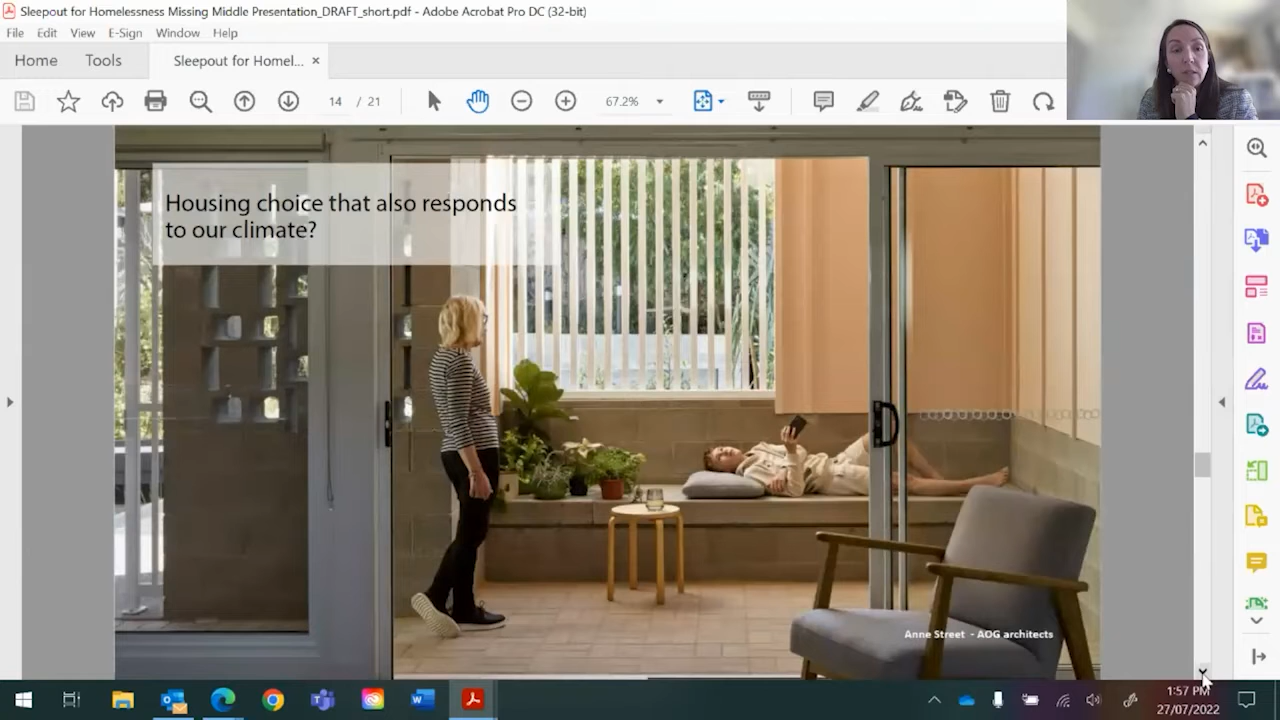 Sleepout for Homelessness Missing Middle Presentation_DRAFT_short.pdf - Adobe Acrobat Pro DC (32-bit)
File Edit View E-Sign Window Help
Home Tools Sleepout for Homel... ×
14 / 21 67.2%
Housing choice that also responds
to our climate?
Anne Street - AOG architects
1:57 PM
27/07/2022